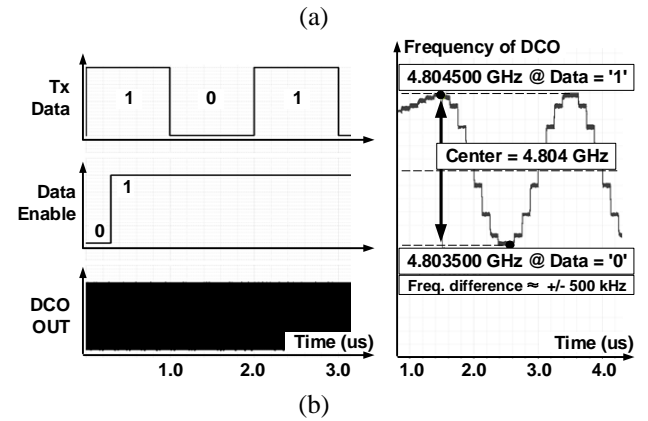 (a)
Tx
Data
1 0 1
Data
Enable
0
1
DCO
OUT
Time (us)
1.0 2.0 3.0
Frequency of DCO
4.804500 GHz @ Data = '1'
Center = 4.804 GHz
4.803500 GHz @ Data = '0'
Freq. difference ≈ +/- 500 kHz
Time (us)
1.0 2.0 3.0 4.0
(b)